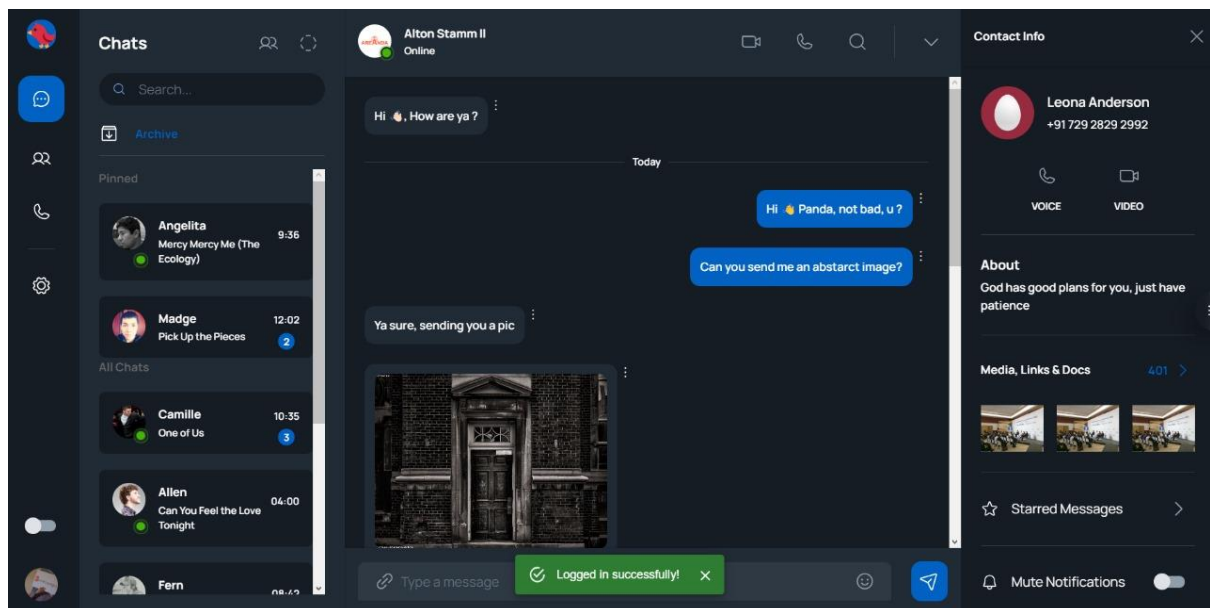 Chats
Search...
Archive
Pinned
Angelita
Mercy Mercy Me (The
Ecology)
9:36
Madge
Pick Up the Pieces
12:02
2
All Chats
Camille
One of Us
10:35
3
Allen
Can You Feel the Love
Tonight
04:00
Fern
08:42
Alton Stamm II
Online
Hi 👋, How are ya ?
Today
Hi 👋 Panda, not bad, u ?
Can you send me an abstarct image?
Ya sure, sending you a pic
Type a message
Logged in successfully!
Contact Info
Leona Anderson
+91 729 2829 2992
VOICE
VIDEO
About
God has good plans for you, just have
patience
Media, Links & Docs
401
Starred Messages
Mute Notifications